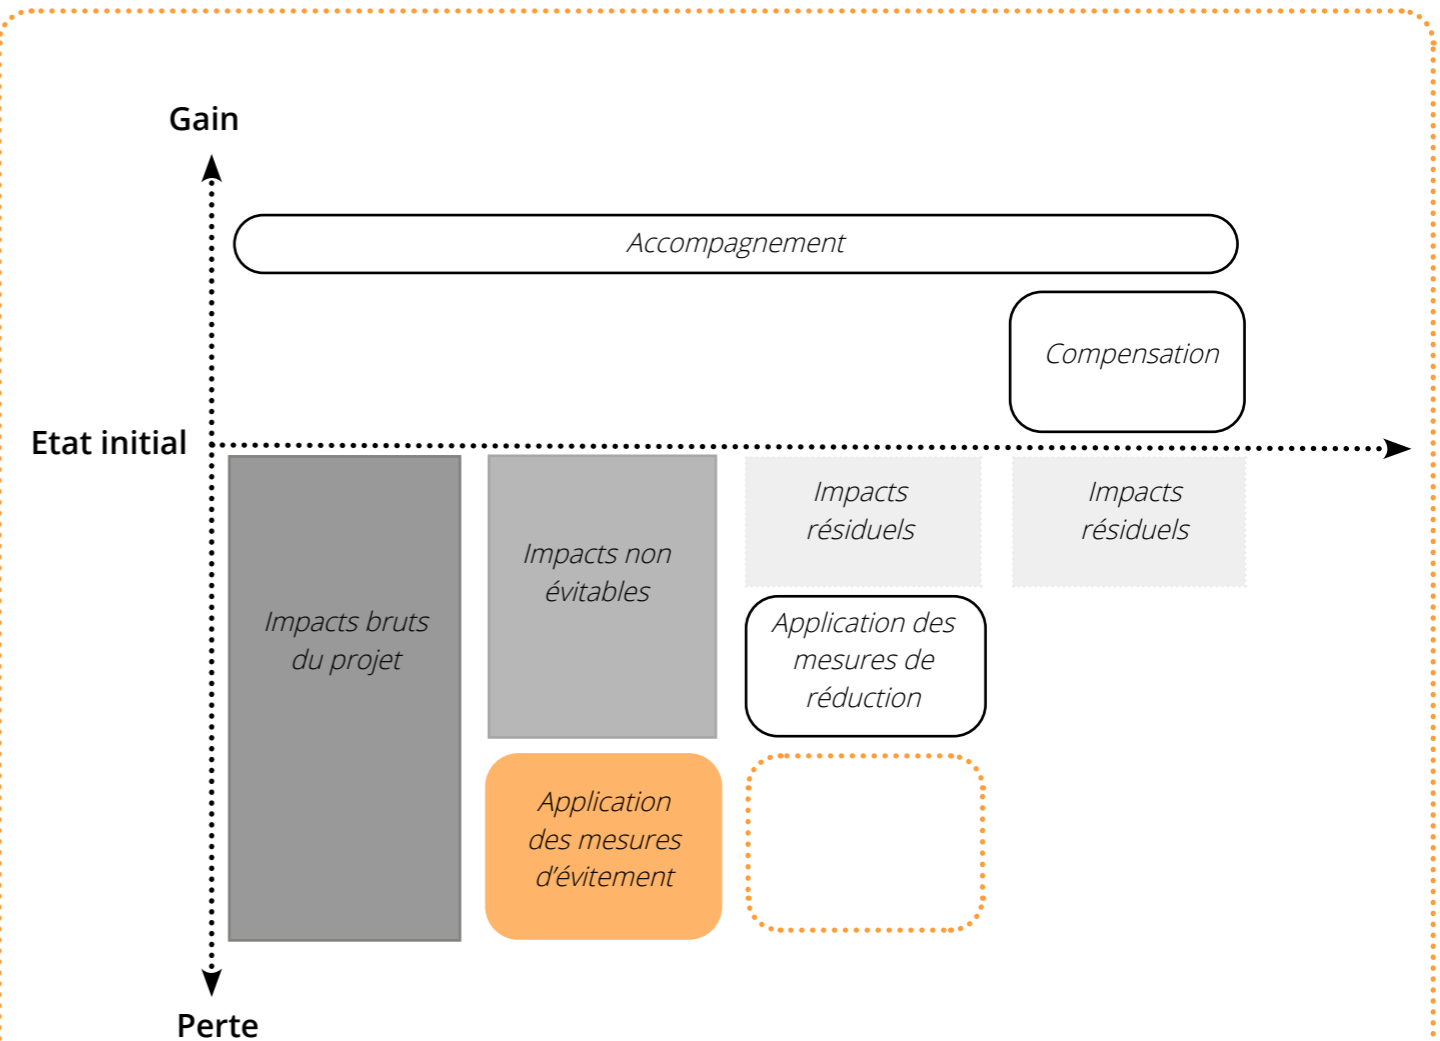 Gain
Accompagnement
Compensation
Etat initial
Impacts bruts
du projet
Impacts non
évitables
Application
des mesures
d’évitement
Impacts
résiduels
Application des
mesures de
réduction
Impacts
résiduels
Perte